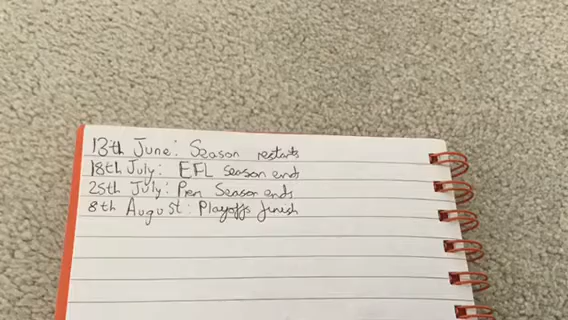 13th June: Season restarts
18th July: EFL season ends
25th July: Prem Season ends
8th August: Playoffs finish